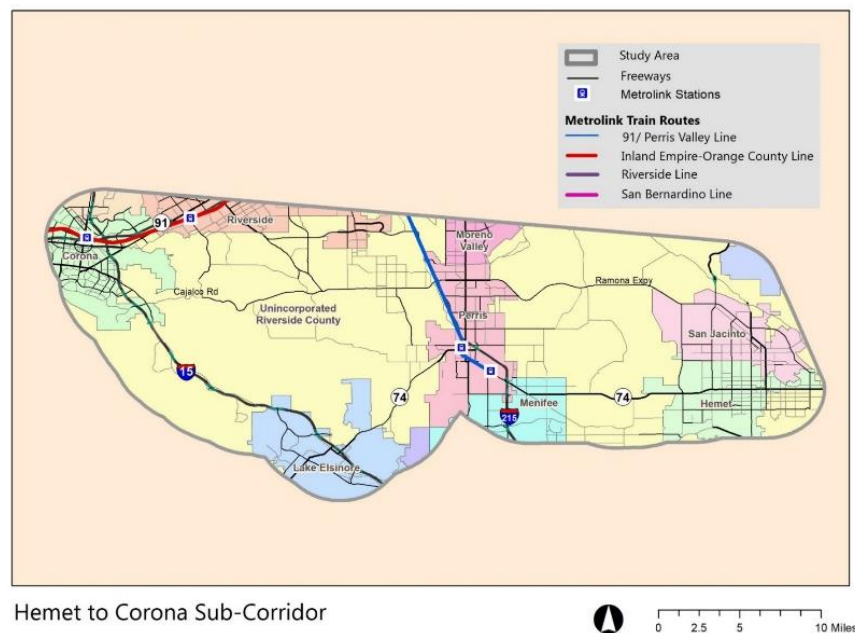 Study Area
Freeways
Metrolink Stations
Metrolink Train Routes
91/ Perris Valley Line
Inland Empire-Orange County Line
Riverside Line
San Bernardino Line
Riverside
91
Moreno
Valley
Corona
Cajalco Rd
Ramona Expy
Unincorporated
Riverside County
Perris
San Jacinto
15
74
Menifee
74
Hemet
215
Lake Elsinore
Hemet to Corona Sub-Corridor
0 2.5 5 10 Miles